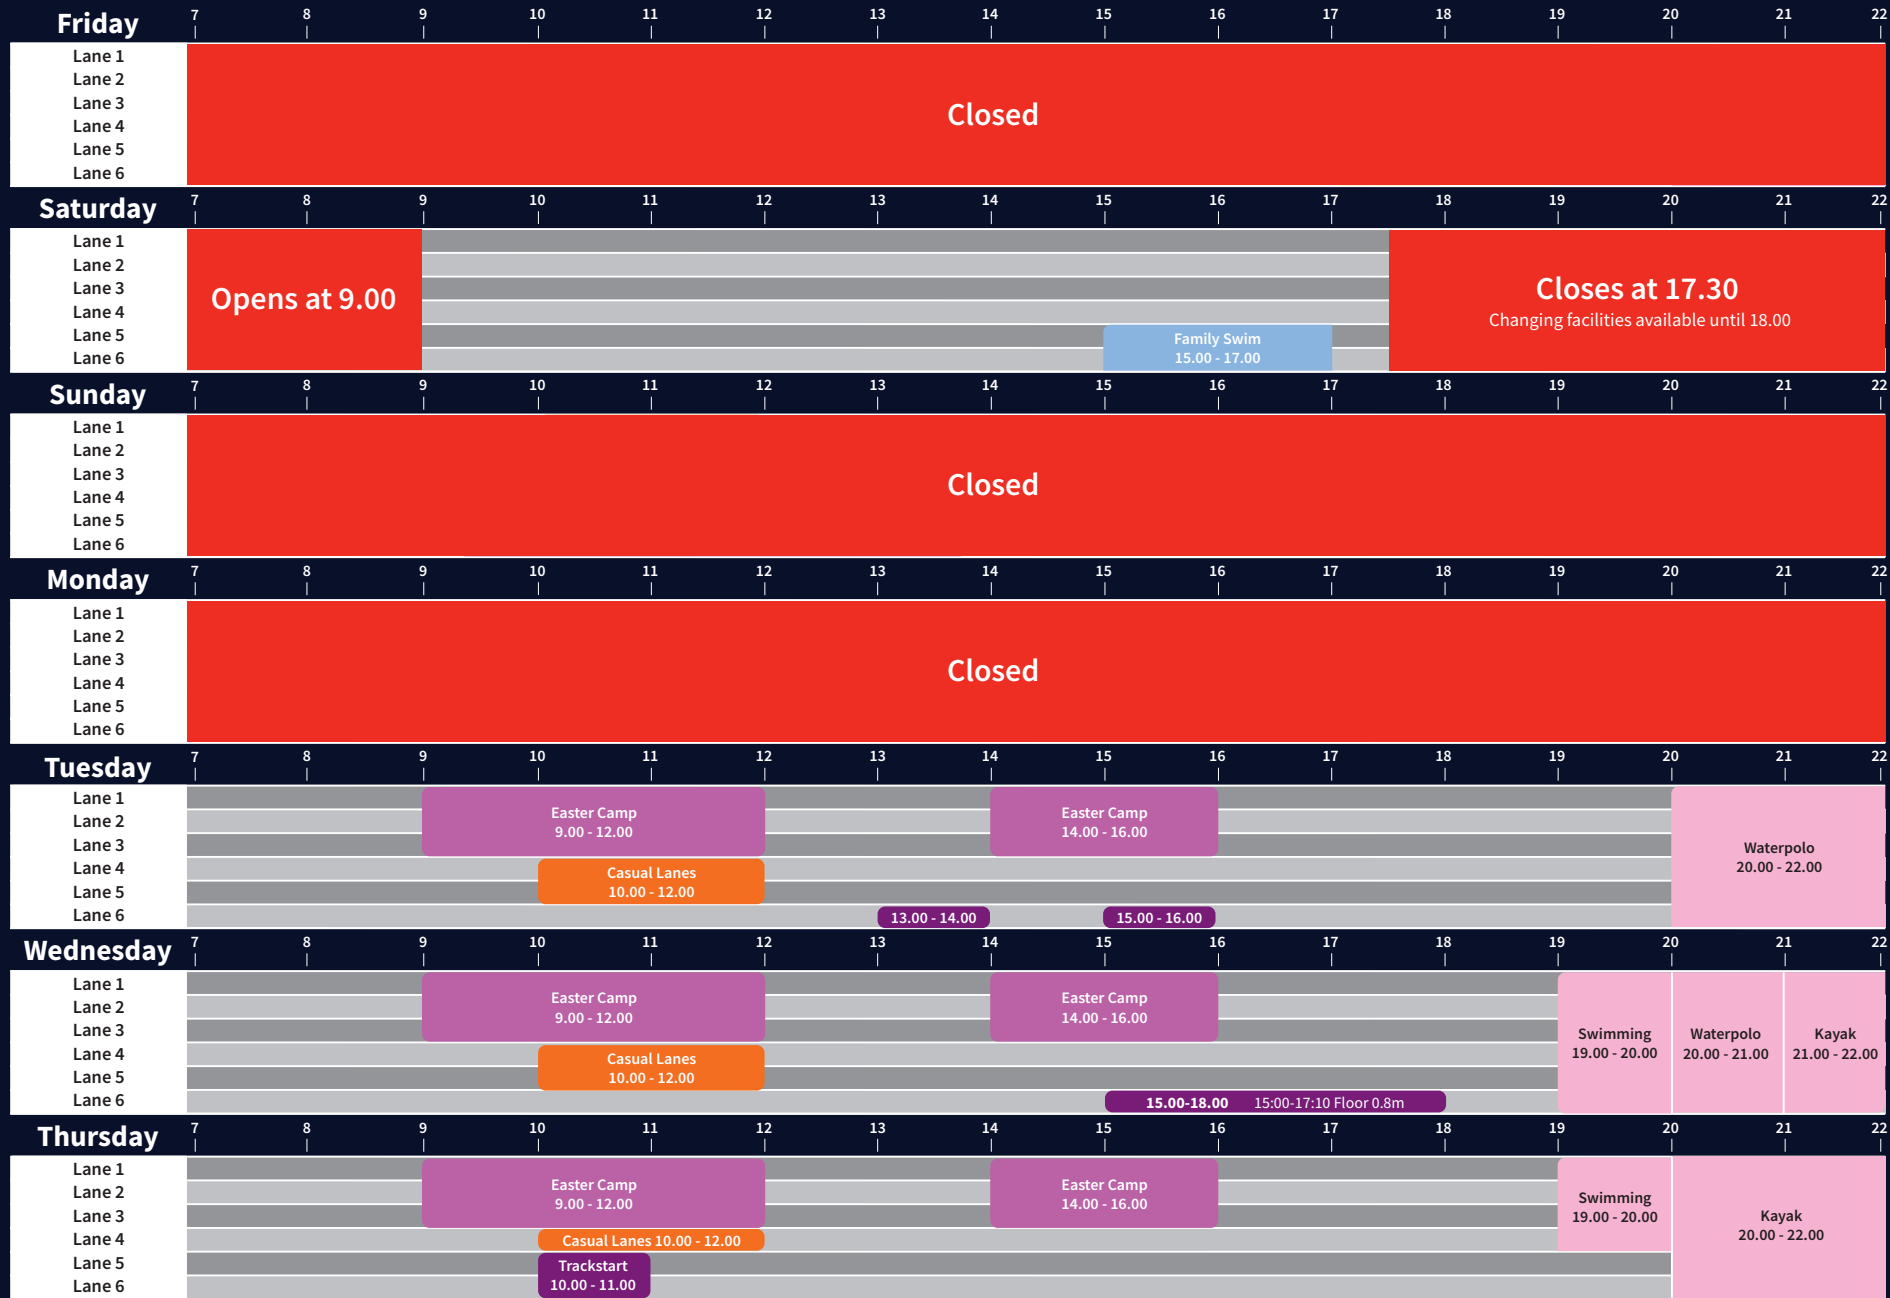 Friday 7 8 9 10 11 12 13 14 15 16 17 18 19 20 21 22
Lane 1
Lane 2
Lane 3
Lane 4
Lane 5
Lane 6
Closed
Saturday 7 8 9 10 11 12 13 14 15 16 17 18 19 20 21 22
Lane 1
Lane 2
Lane 3
Lane 4
Lane 5
Lane 6
Opens at 9.00
Family Swim
15.00 - 17.00
Closes at 17.30
Changing facilities available until 18.00
Sunday 7 8 9 10 11 12 13 14 15 16 17 18 19 20 21 22
Lane 1
Lane 2
Lane 3
Lane 4
Lane 5
Lane 6
Closed
Monday 7 8 9 10 11 12 13 14 15 16 17 18 19 20 21 22
Lane 1
Lane 2
Lane 3
Lane 4
Lane 5
Lane 6
Closed
Tuesday 7 8 9 10 11 12 13 14 15 16 17 18 19 20 21 22
Lane 1
Lane 2
Lane 3
Lane 4
Lane 5
Lane 6
Easter Camp
9.00 - 12.00
Casual Lanes
10.00 - 12.00
13.00 - 14.00
Easter Camp
14.00 - 16.00
15.00 - 16.00
Waterpolo
20.00 - 22.00
Wednesday 7 8 9 10 11 12 13 14 15 16 17 18 19 20 21 22
Lane 1
Lane 2
Lane 3
Lane 4
Lane 5
Lane 6
Easter Camp
9.00 - 12.00
Casual Lanes
10.00 - 12.00
Easter Camp
14.00 - 16.00
15.00-18.00 15:00-17:10 Floor 0.8m
Swimming
19.00 - 20.00
Waterpolo
20.00 - 21.00
Kayak
21.00 - 22.00
Thursday 7 8 9 10 11 12 13 14 15 16 17 18 19 20 21 22
Lane 1
Lane 2
Lane 3
Lane 4
Lane 5
Lane 6
Easter Camp
9.00 - 12.00
Casual Lanes 10.00 - 12.00
Trackstart
10.00 - 11.00
Easter Camp
14.00 - 16.00
Swimming
19.00 - 20.00
Kayak
20.00 - 22.00